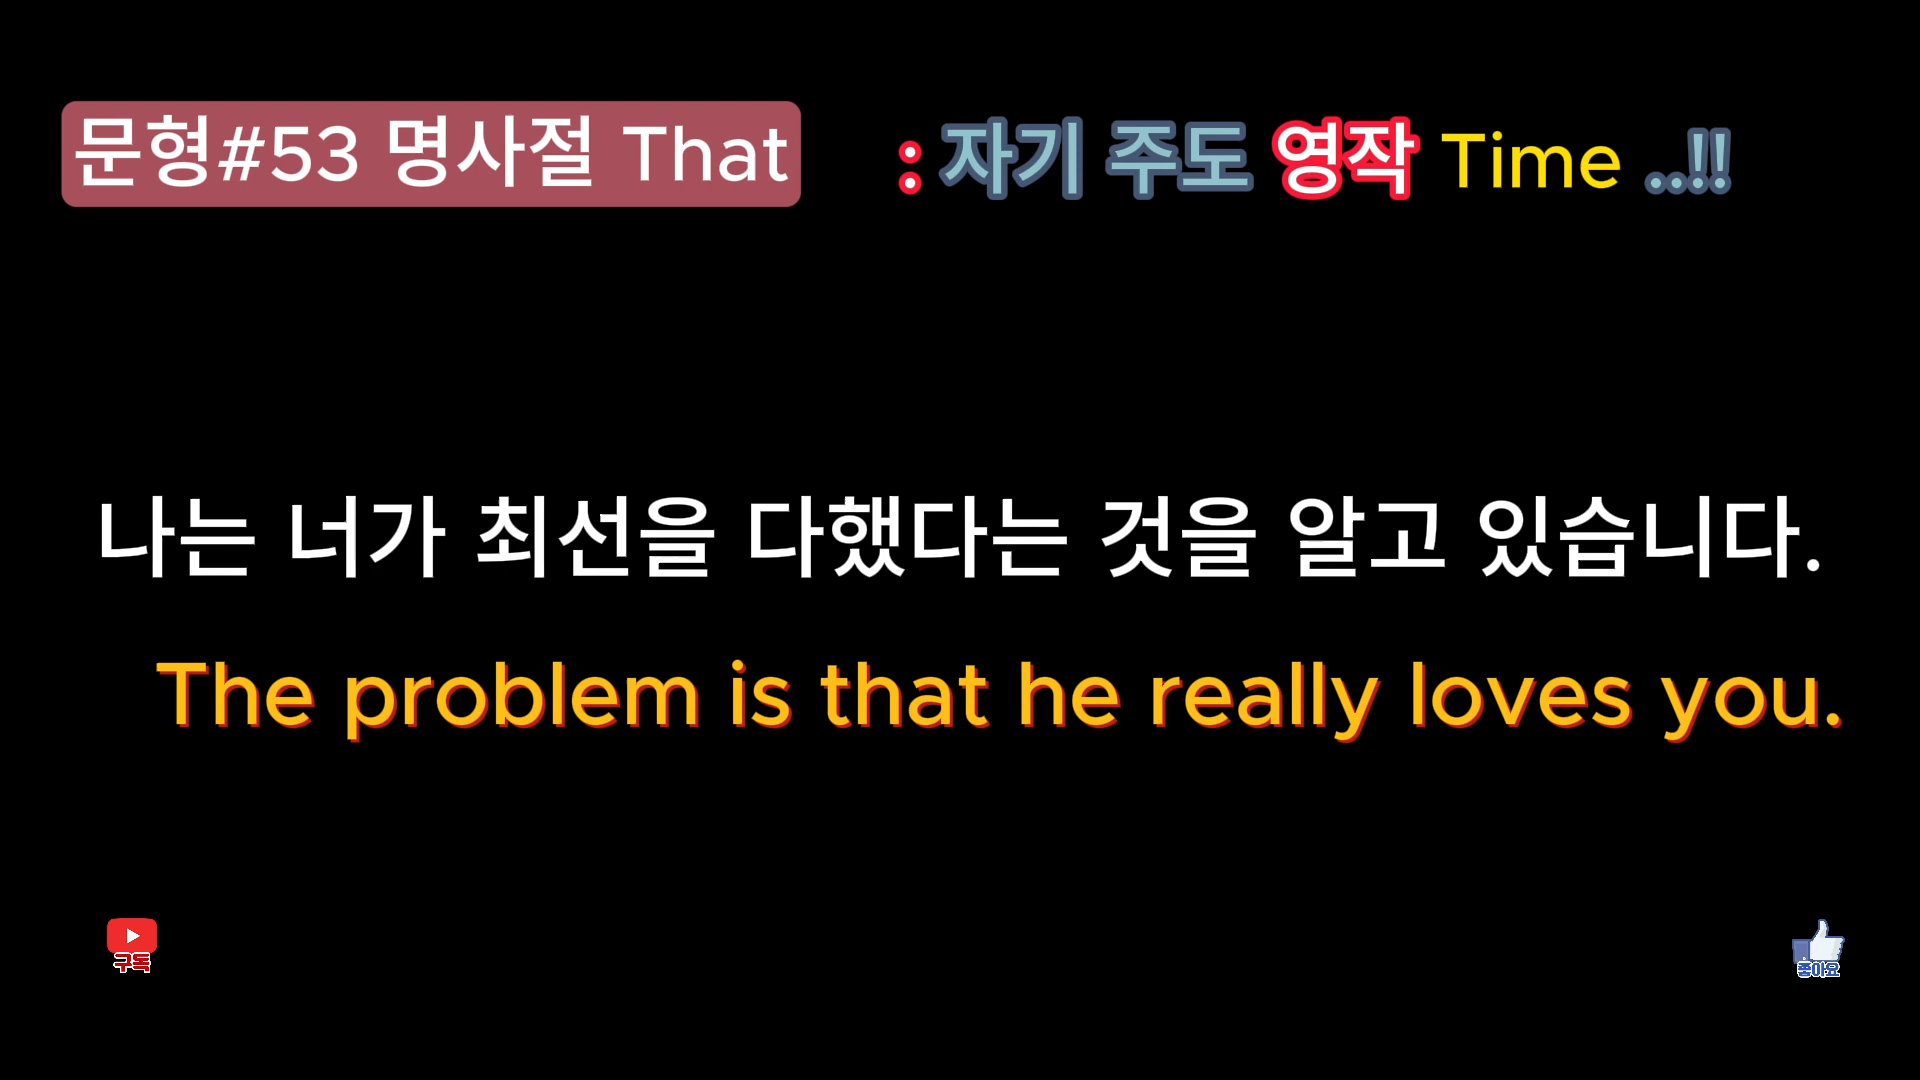 문형#53 명사절 That : 자기 주도 영작 Time ..!!
나는 너가 최선을 다했다는 것을 알고 있습니다.
The problem is that he really loves you.
구독
좋아요